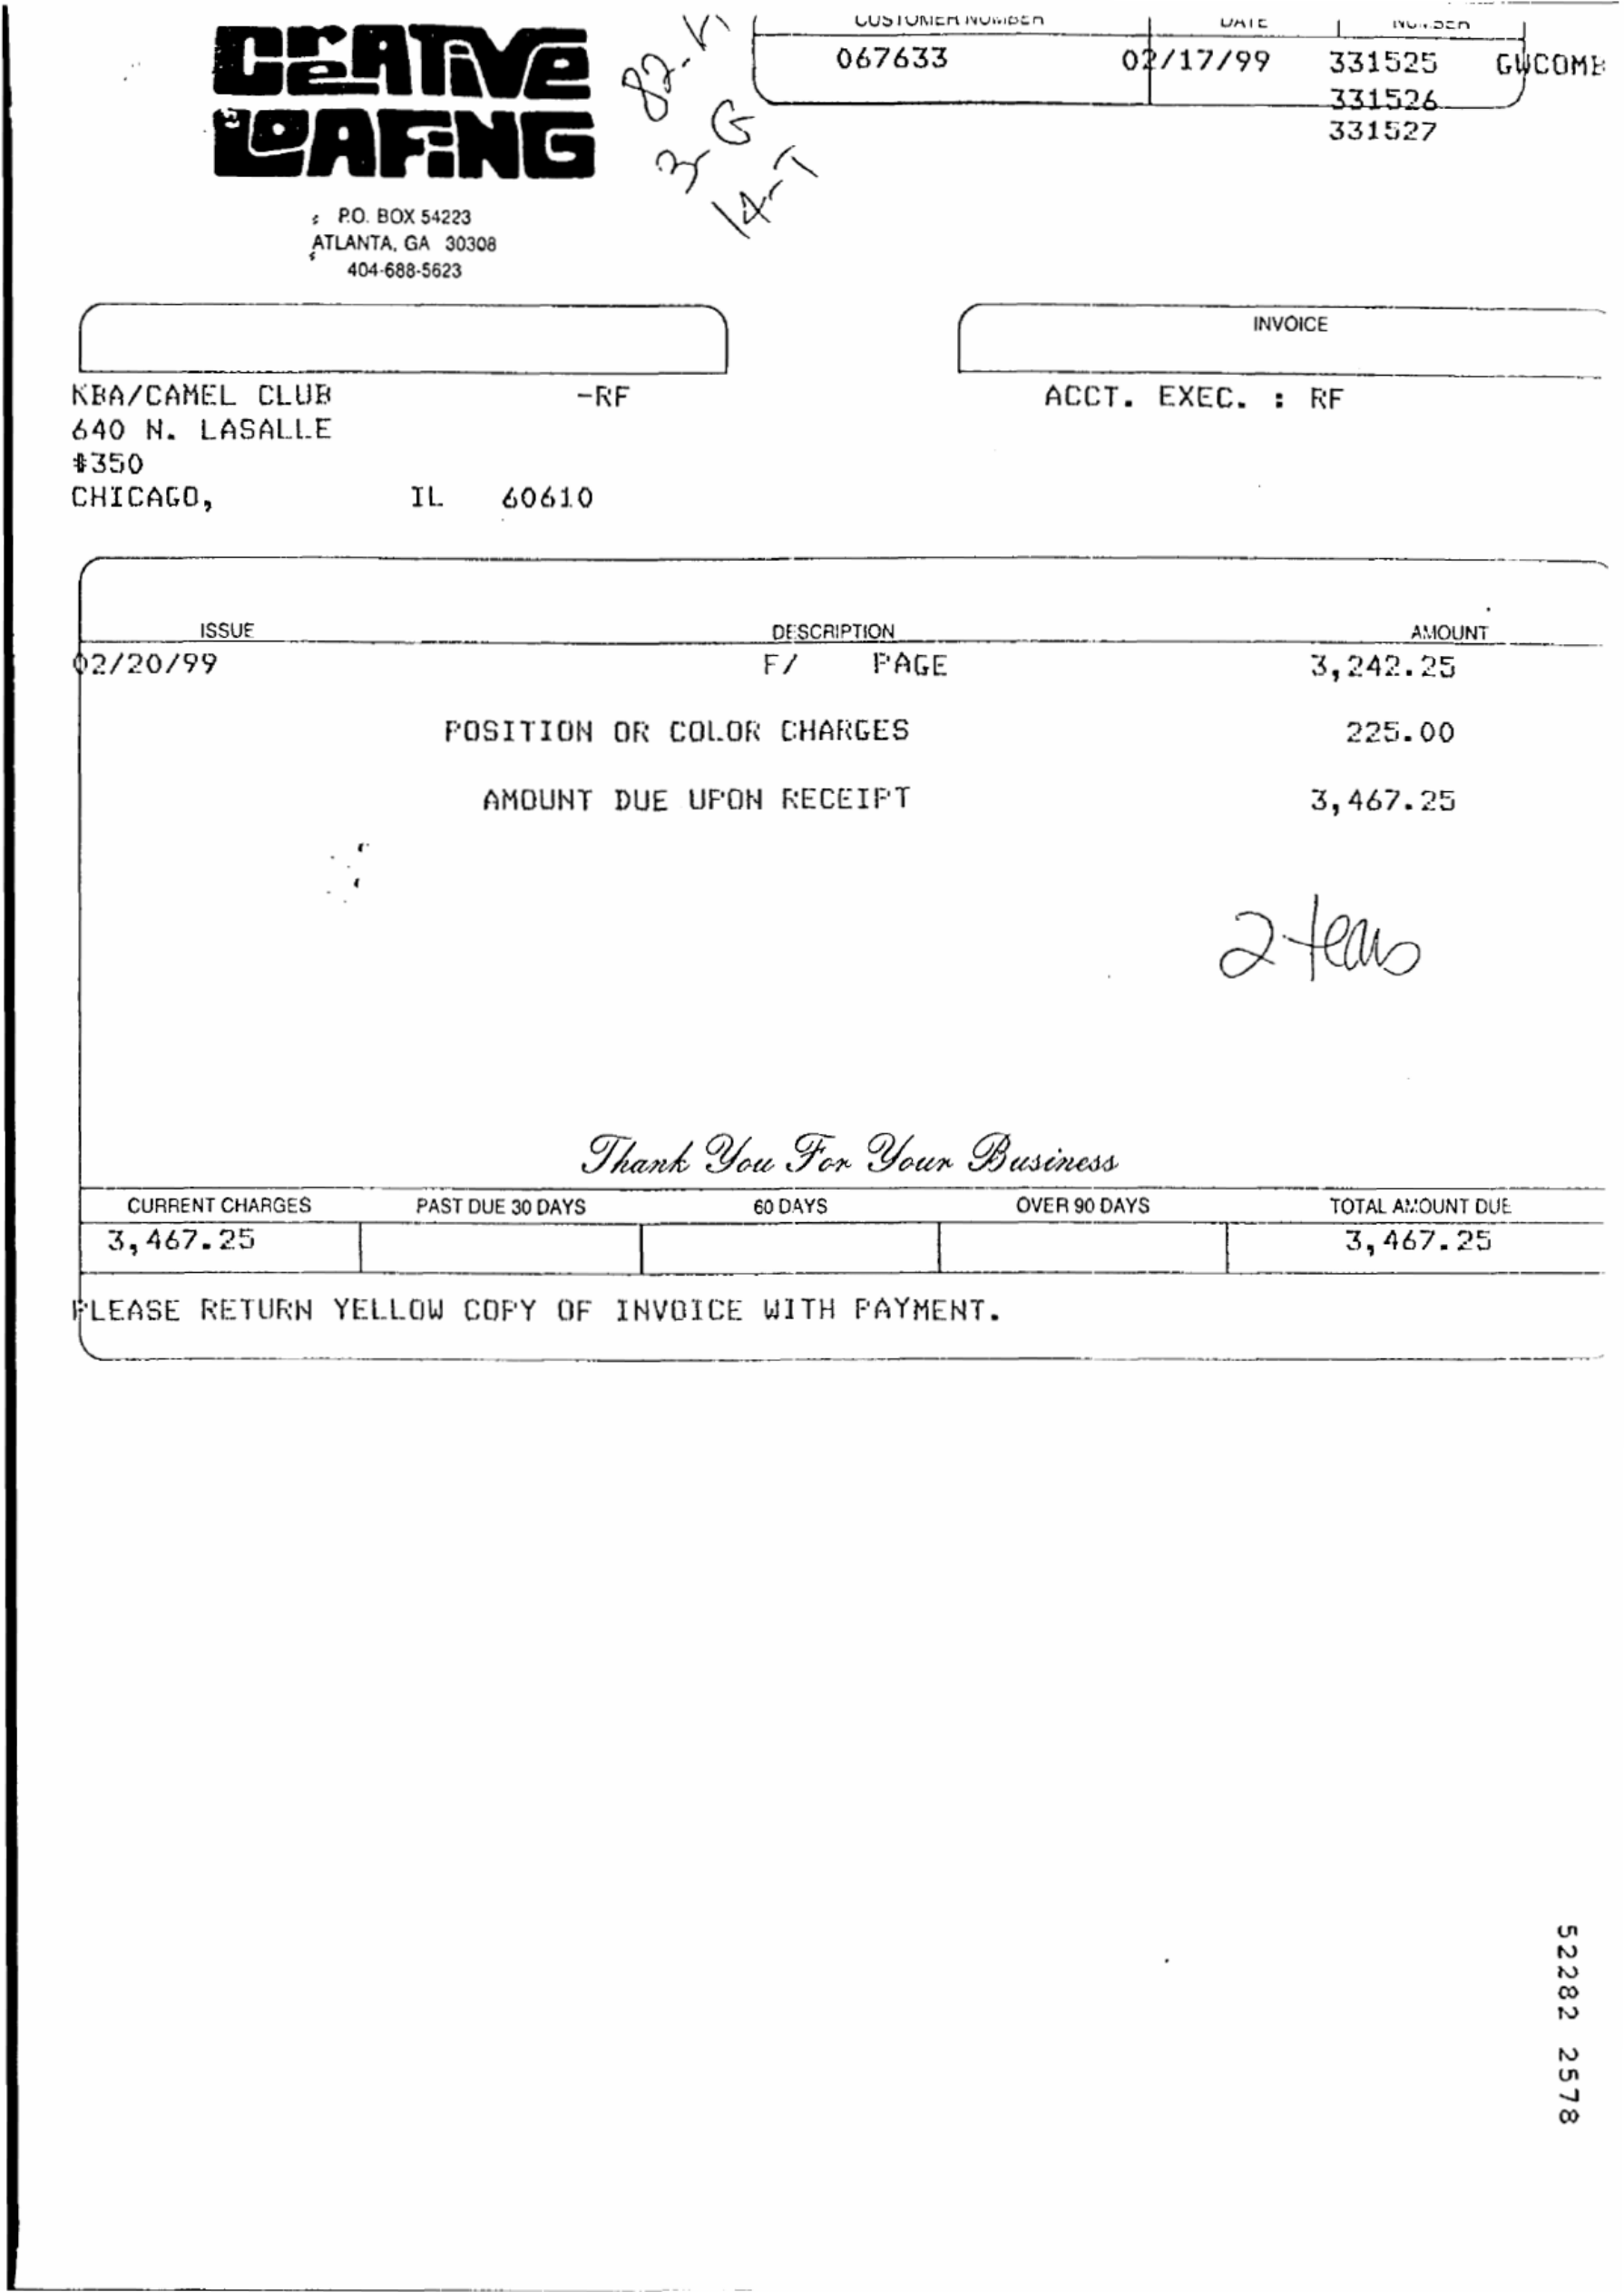 CREATIVE
LOAFING
P.O. BOX 54223
ATLANTA, GA 30308
404-688-5623
82-K
3-G
14-T
CUSTOMER NUMBER DATE NUMBER
067633 02/17/99 331525 GWCOMB
331526
331527
INVOICE
KBA/CAMEL CLUB -RF ACCT. EXEC. : RF
640 N. LASALLE
#350
CHICAGO, IL 60610
ISSUE DESCRIPTION AMOUNT
02/20/99 F/ PAGE 3,242.25
POSITION OR COLOR CHARGES 225.00
AMOUNT DUE UPON RECEIPT 3,467.25
2 tears
Thank You For Your Business
CURRENT CHARGES PAST DUE 30 DAYS 60 DAYS OVER 90 DAYS TOTAL AMOUNT DUE
3,467.25 3,467.25
PLEASE RETURN YELLOW COPY OF INVOICE WITH PAYMENT.
52282 2578